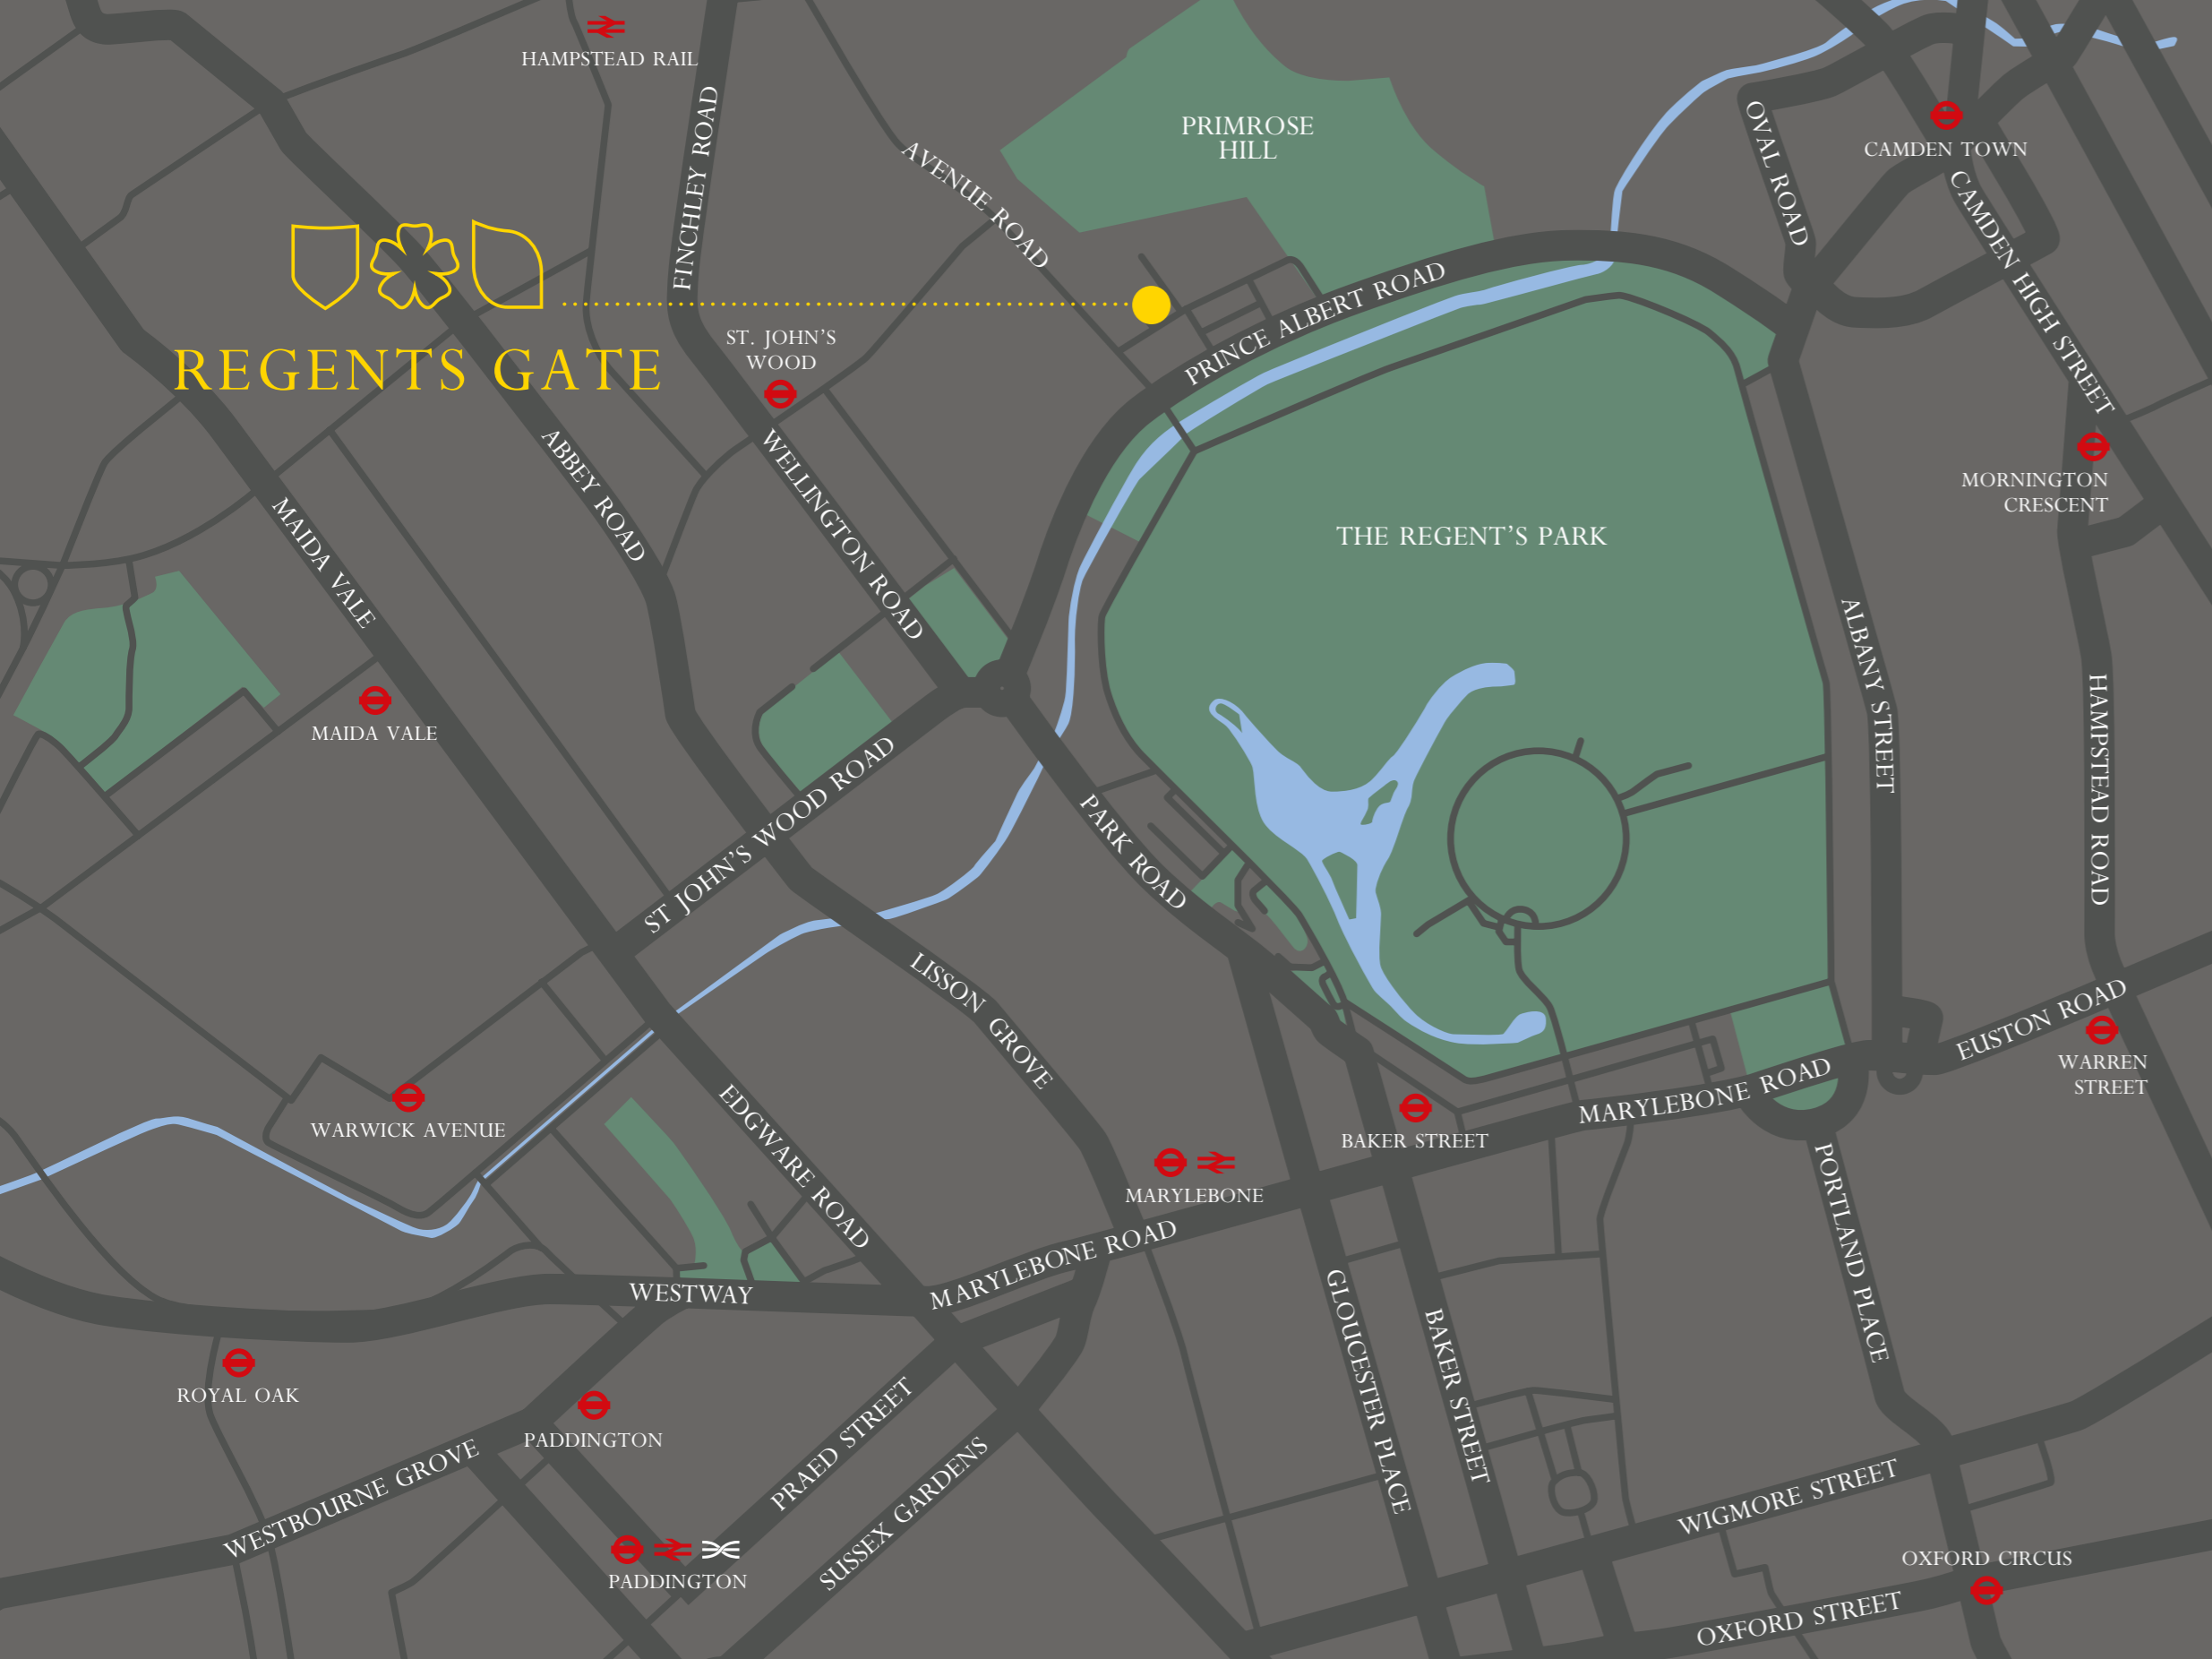 HAMPSTEAD RAIL
FINCHLEY ROAD
AVENUE ROAD
PRIMROSE
HILL
OVAL ROAD
CAMDEN TOWN
CAMDEN HIGH STREET
REGENTS GATE
ST. JOHN'S
WOOD
PRINCE ALBERT ROAD
MAIDA VALE
ABBEY ROAD
WELLINGTON ROAD
THE REGENT'S PARK
MORNINGTON
CRESCENT
ALBANY STREET
HAMPSTEAD ROAD
MAIDA VALE
ST JOHN'S WOOD ROAD
PARK ROAD
LISSON GROVE
EUSTON ROAD
WARREN
STREET
WARWICK AVENUE
EDGWARE ROAD
MARYLEBONE
BAKER STREET
MARYLEBONE ROAD
PORTLAND PLACE
WESTWAY
MARYLEBONE ROAD
GLOUCESTER PLACE
BAKER STREET
ROYAL OAK
PADDINGTON
WESTBOURNE GROVE
PRAED STREET
SUSSEX GARDENS
PADDINGTON
WIGMORE STREET
OXFORD CIRCUS
OXFORD STREET